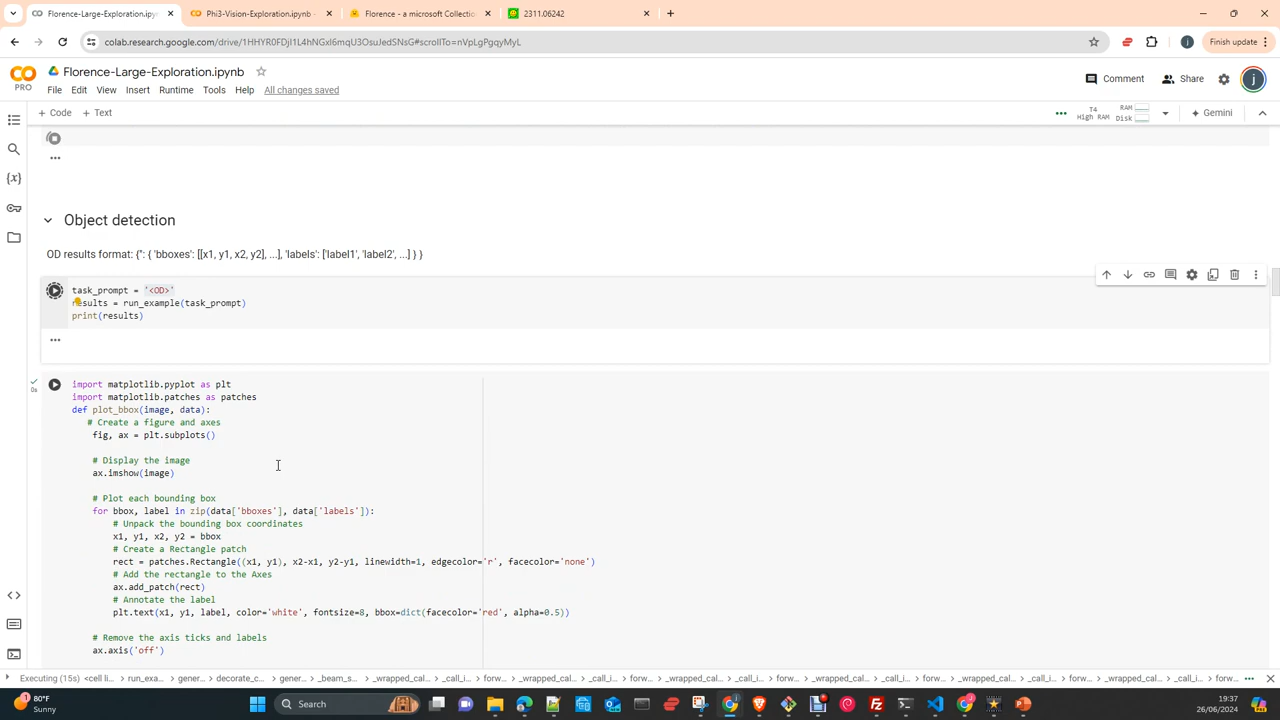 Florence-Large-Exploration.ipyn
Phi3-Vision-Exploration.ipynb -
Florence - a microsoft Collection
2311.06242
colab.research.google.com/drive/1HHYR0FDjI1L4hNGxl6mqU3OsuJedSNsG#scrollTo=nVpLgPgqyMyL
Finish update
PRO
Florence-Large-Exploration.ipynb
Comment
Share
File Edit View Insert Runtime Tools Help All changes saved
+ Code + Text
T4
High RAM
RAM
Disk
Gemini
...
Object detection
OD results format: {'': { 'bboxes': [[x1, y1, x2, y2], ...], 'labels': ['label1', 'label2', ...] } }
task_prompt = '<OD>'
results = run_example(task_prompt)
print(results)
...
0s
import matplotlib.pyplot as plt
import matplotlib.patches as patches
def plot_bbox(image, data):
# Create a figure and axes
fig, ax = plt.subplots()
# Display the image
ax.imshow(image)
# Plot each bounding box
for bbox, label in zip(data['bboxes'], data['labels']):
# Unpack the bounding box coordinates
x1, y1, x2, y2 = bbox
# Create a Rectangle patch
rect = patches.Rectangle((x1, y1), x2-x1, y2-y1, linewidth=1, edgecolor='r', facecolor='none')
# Add the rectangle to the Axes
ax.add_patch(rect)
# Annotate the label
plt.text(x1, y1, label, color='white', fontsize=8, bbox=dict(facecolor='red', alpha=0.5))
# Remove the axis ticks and labels
ax.axis('off')
Executing (15s) <cell li... run_exa... gener... decorate_c... gener... _beam_s... _wrapped_cal... _call_i... forw... _wrapped_cal... _call_i... forw... _wrapped_cal... _call_i... forw... _wrapped_cal... _call_i... forw... _wrapped_cal... _call_i... forw...
80°F
Sunny
Search
19:37
26/06/2024